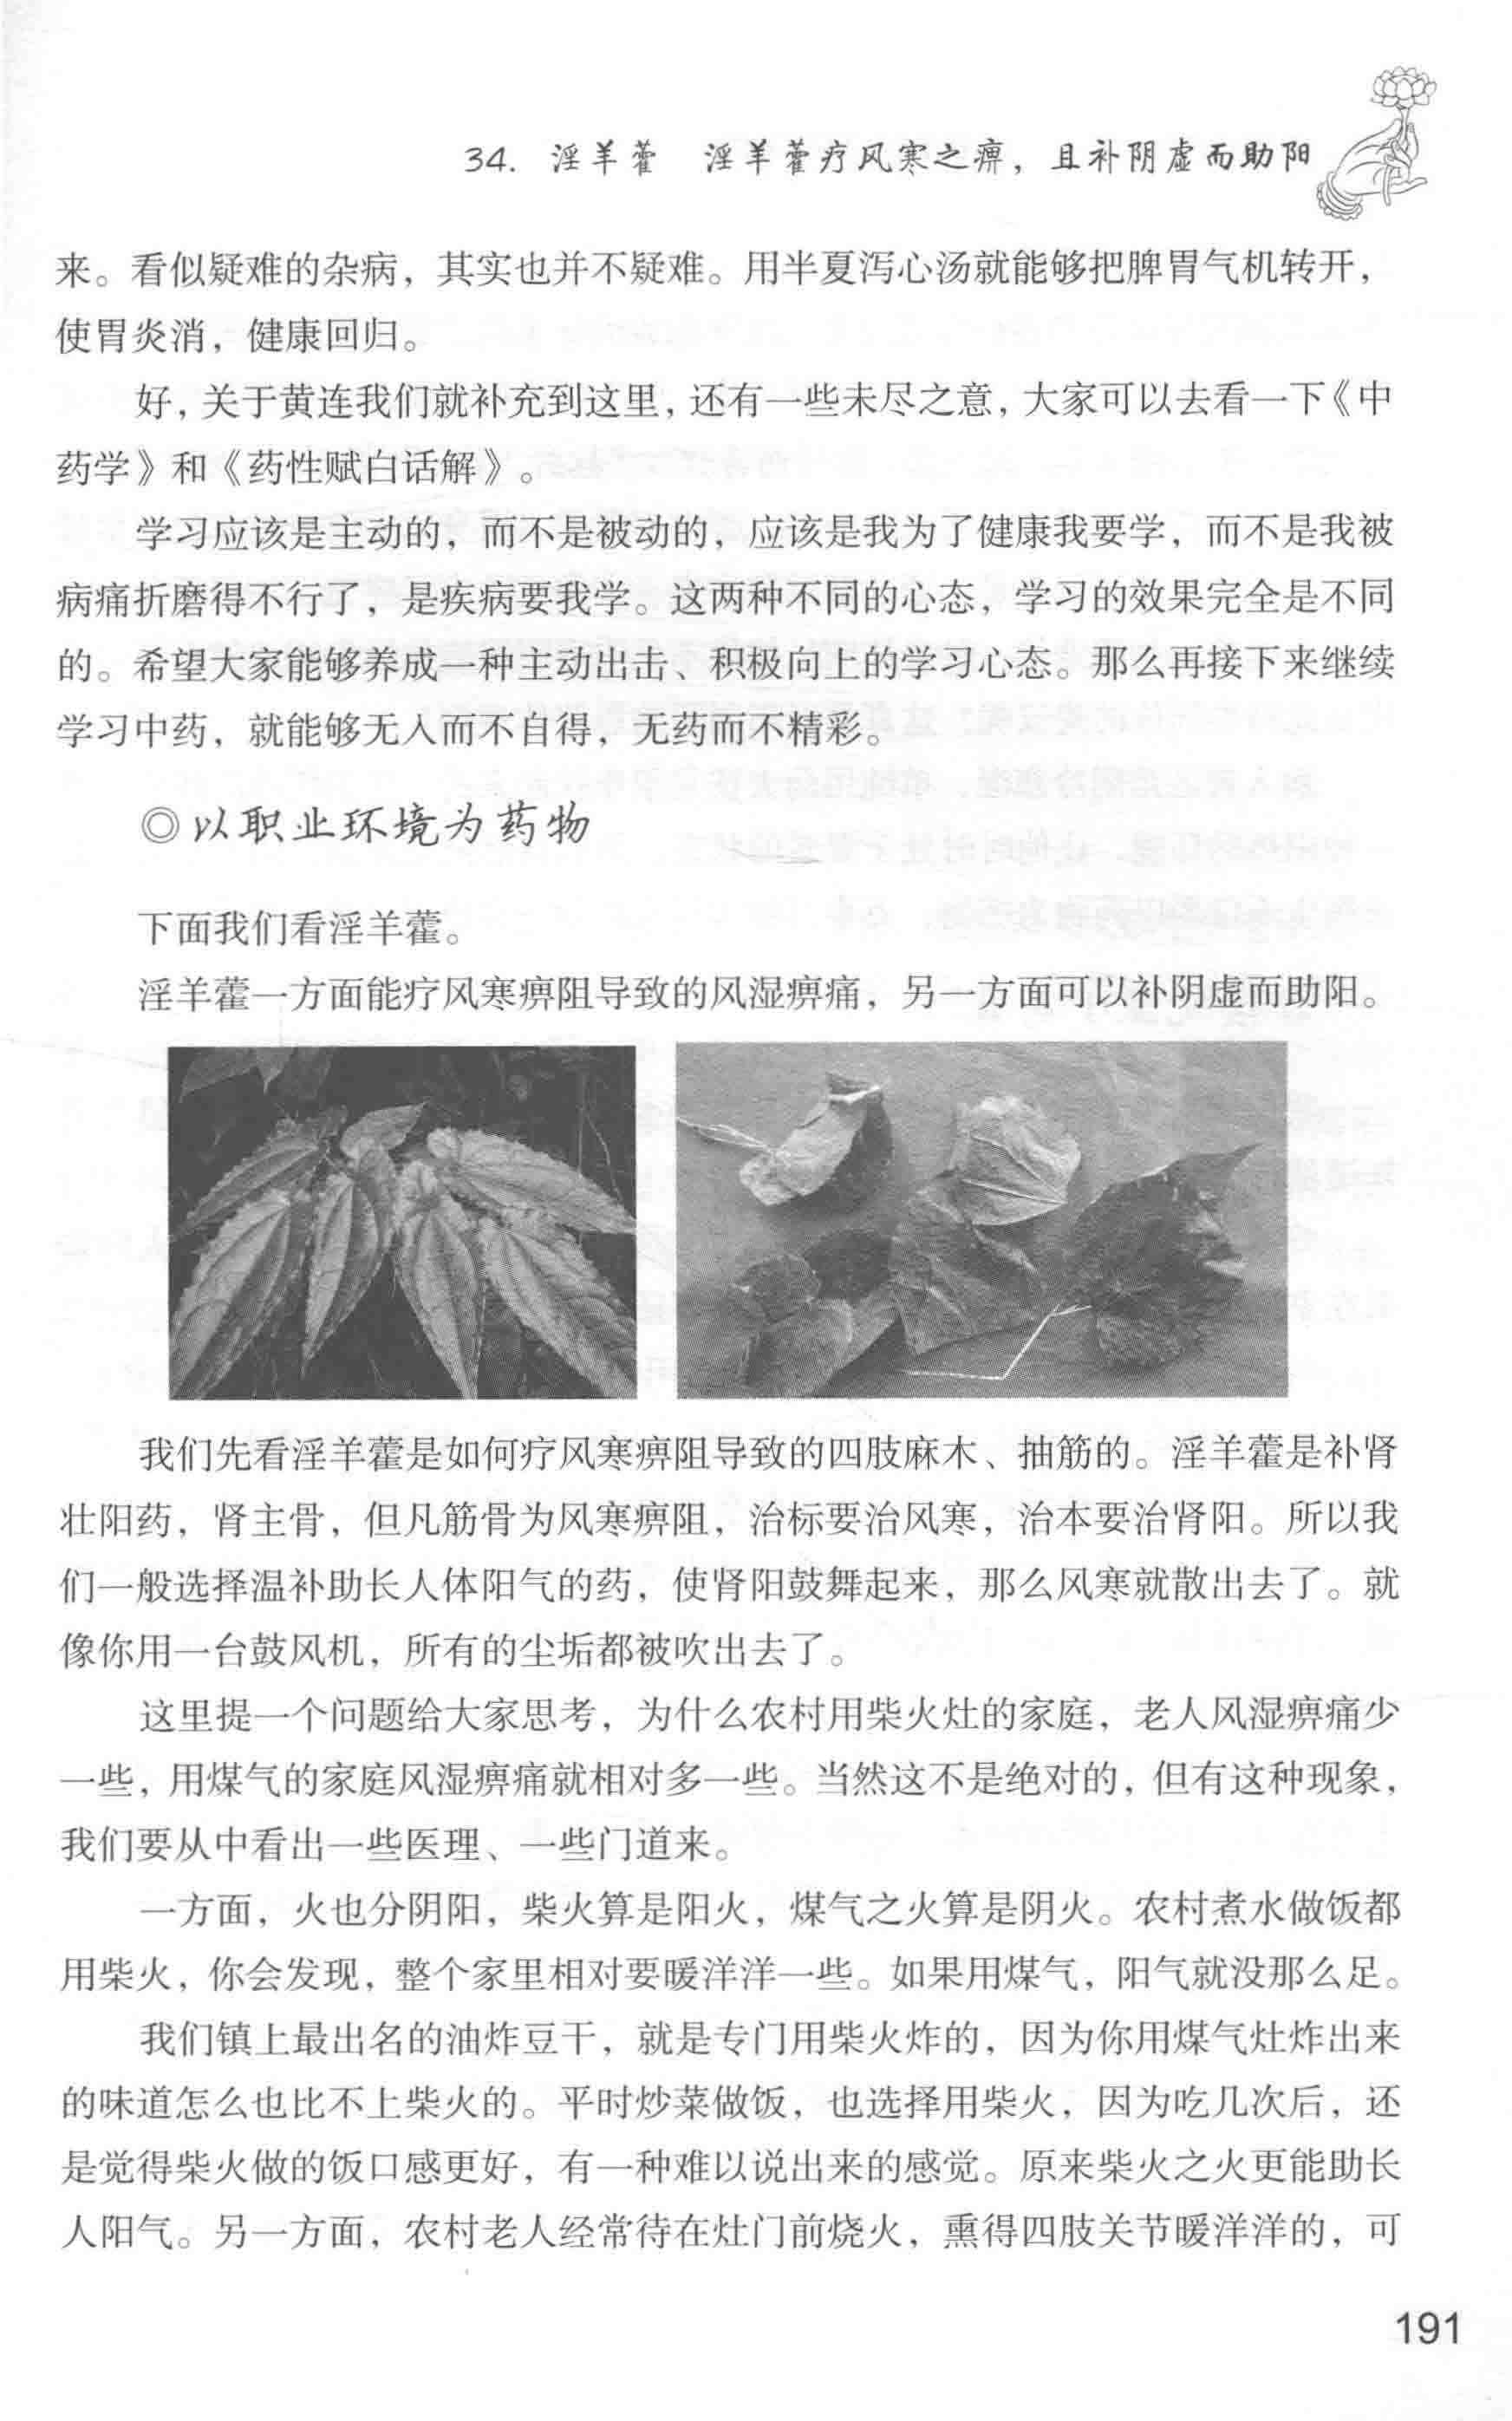 34. 淫羊藿　淫羊藿疗风寒之痹，且补阴虚而助阳
来。看似疑难的杂病，其实也并不疑难。用半夏泻心汤就能够把脾胃气机转开，
使胃炎消，健康回归。
好，关于黄连我们就补充到这里，还有一些未尽之意，大家可以去看一下《中
药学》和《药性赋白话解》。
学习应该是主动的，而不是被动的，应该是我为了健康我要学，而不是我被
病痛折磨得不行了，是疾病要我学。这两种不同的心态，学习的效果完全是不同
的。希望大家能够养成一种主动出击、积极向上的学习心态。那么再接下来继续
学习中药，就能够无人而不自得，无药而不精彩。
◎以职业环境为药物
下面我们看淫羊藿。
淫羊藿一方面能疗风寒痹阻导致的风湿痹痛，另一方面可以补阴虚而助阳。
我们先看淫羊藿是如何疗风寒痹阻导致的四肢麻木、抽筋的。淫羊藿是补肾
壮阳药，肾主骨，但凡筋骨为风寒痹阻，治标要治风寒，治本要治肾阳。所以我
们一般选择温补助长人体阳气的药，使肾阳鼓舞起来，那么风寒就散出去了。就
像你用一台鼓风机，所有的尘垢都被吹出去了。
这里提一个问题给大家思考，为什么农村用柴火灶的家庭，老人风湿痹痛少
一些，用煤气的家庭风湿痹痛就相对多一些。当然这不是绝对的，但有这种现象，
我们要从中看出一些医理、一些门道来。
一方面，火也分阴阳，柴火算是阳火，煤气之火算是阴火。农村煮水做饭都
用柴火，你会发现，整个家里相对要暖洋洋一些。如果用煤气，阳气就没那么足。
我们镇上最出名的油炸豆干，就是专门用柴火炸的，因为你用煤气灶炸出来
的味道怎么也比不上柴火的。平时炒菜做饭，也选择用柴火，因为吃几次后，还
是觉得柴火做的饭口感更好，有一种难以说出来的感觉。原来柴火之火更能助长
人阳气。另一方面，农村老人经常待在灶门前烧火，熏得四肢关节暖洋洋的，可
191